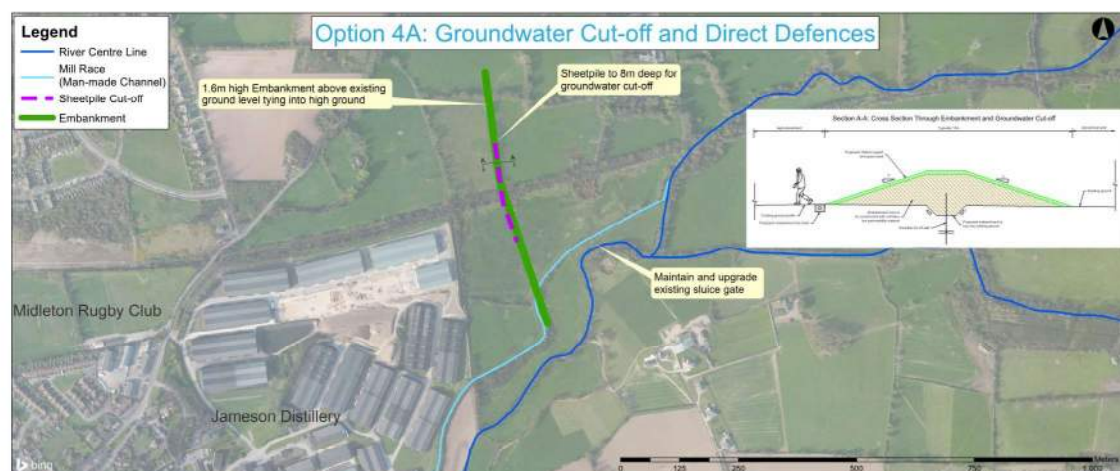 Option 4A: Groundwater Cut-off and Direct Defences
Legend
River Centre Line
Mill Race
(Man-made Channel)
Sheetpile Cut-off
Embankment
1.6m high Embankment above existing
ground level tying into high ground
Sheetpile to 8m deep for
groundwater cut-off
Section A-A: Cross Section Through Embankment and Groundwater Cut-off
Maintain and upgrade
existing sluice gate
Midleton Rugby Club
Jameson Distillery
bing
0 125 250 500 750 1,000